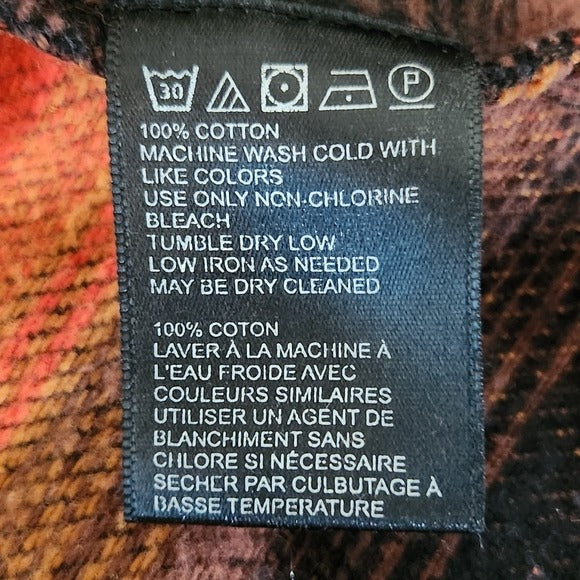 30 P
100% COTTON
MACHINE WASH COLD WITH
LIKE COLORS
USE ONLY NON-CHLORINE
BLEACH
TUMBLE DRY LOW
LOW IRON AS NEEDED
MAY BE DRY CLEANED
100% COTON
LAVER À LA MACHINE À
L'EAU FROIDE AVEC
COULEURS SIMILAIRES
UTILISER UN AGENT DE
BLANCHIMENT SANS
CHLORE SI NÉCESSAIRE
SECHER PAR CULBUTAGE À
BASSE TEMPERATURE